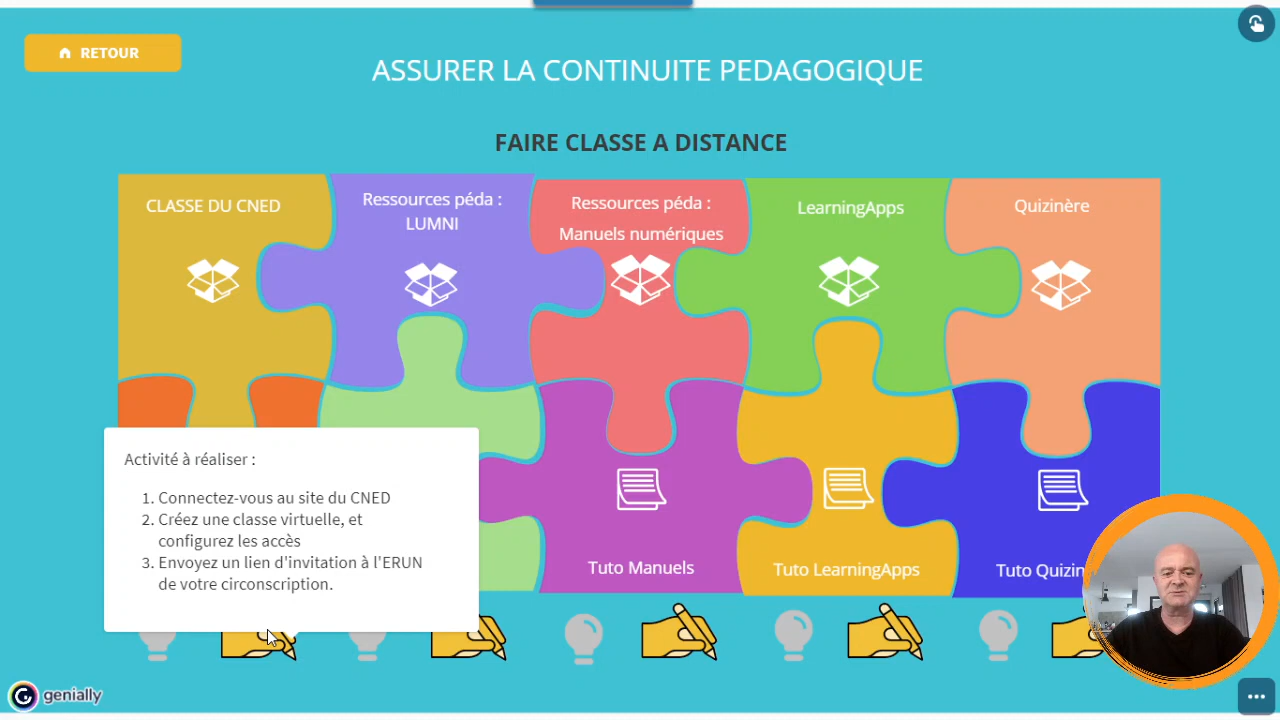 RETOUR
ASSURER LA CONTINUITE PEDAGOGIQUE
FAIRE CLASSE A DISTANCE
CLASSE DU CNED
Ressources péda :
LUMNI
Ressources péda :
Manuels numériques
LearningApps
Quizinère
Activité à réaliser :
1. Connectez-vous au site du CNED
2. Créez une classe virtuelle, et
configurez les accès
3. Envoyez un lien d'invitation à l'ERUN
de votre circonscription.
Tuto Manuels
Tuto LearningApps
Tuto Quizin
genially